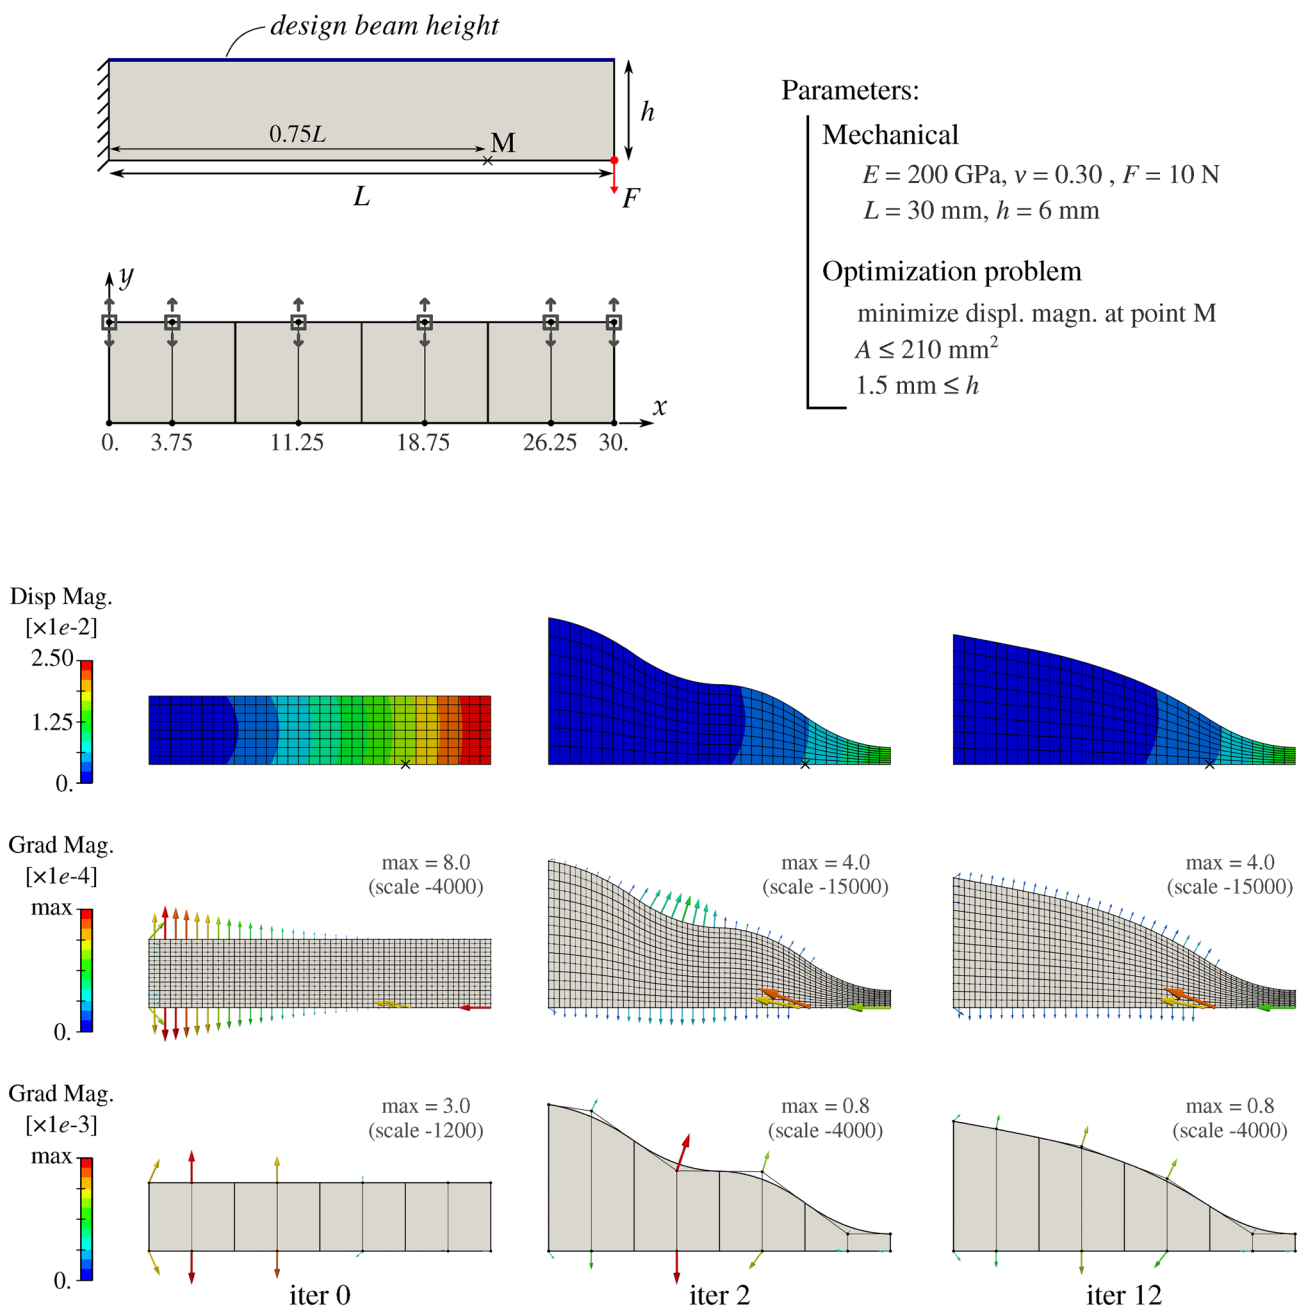 design beam height
0.75L
M
h
L
F
Parameters:
Mechanical
E = 200 GPa, ν = 0.30 , F = 10 N
L = 30 mm, h = 6 mm
Optimization problem
minimize displ. magn. at point M
A ≤ 210 mm²
1.5 mm ≤ h
y
x
0. 3.75 11.25 18.75 26.25 30.
Disp Mag.
[×1e-2]
2.50
1.25
0.
Grad Mag.
[×1e-4]
max
0.
max = 8.0
(scale -4000)
max = 4.0
(scale -15000)
max = 4.0
(scale -15000)
Grad Mag.
[×1e-3]
max
0.
max = 3.0
(scale -1200)
max = 0.8
(scale -4000)
max = 0.8
(scale -4000)
iter 0
iter 2
iter 12